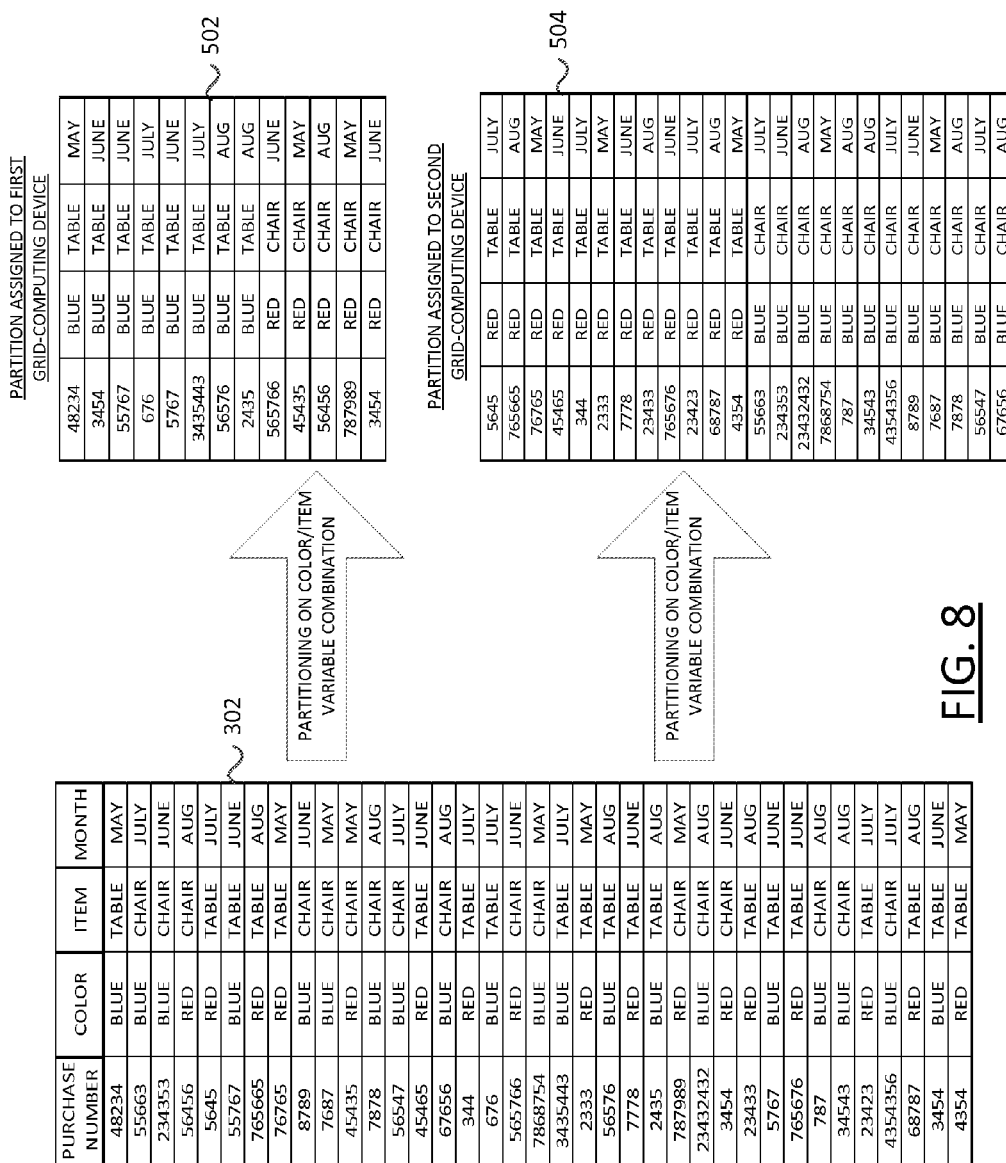 PURCHASE NUMBER COLOR ITEM MONTH
48234 BLUE TABLE MAY
55663 BLUE CHAIR JULY
234353 BLUE CHAIR JUNE
56456 RED CHAIR AUG
5645 RED TABLE JULY
55767 BLUE TABLE JUNE
765665 RED TABLE AUG
76765 RED TABLE MAY
8789 BLUE CHAIR JUNE
7687 BLUE CHAIR MAY
45435 RED CHAIR MAY
7878 BLUE CHAIR AUG
56547 BLUE CHAIR JULY
45465 RED TABLE JUNE
67656 BLUE CHAIR AUG
344 RED TABLE JULY
676 BLUE TABLE JULY
565766 RED CHAIR JUNE
7868754 BLUE CHAIR MAY
3435443 BLUE TABLE JULY
2333 RED TABLE MAY
56576 BLUE TABLE AUG
7778 RED TABLE JUNE
2435 BLUE TABLE AUG
787989 RED CHAIR MAY
23432432 BLUE CHAIR AUG
3454 RED CHAIR JUNE
23433 RED TABLE AUG
5767 BLUE TABLE JUNE
765676 RED TABLE JUNE
787 BLUE CHAIR AUG
34543 BLUE CHAIR AUG
23423 RED TABLE JULY
4354356 BLUE CHAIR JULY
68787 RED TABLE AUG
3454 BLUE TABLE JUNE
4354 RED TABLE MAY
302
PARTITIONING ON COLOR/ITEM
VARIABLE COMBINATION
PARTITIONING ON COLOR/ITEM
VARIABLE COMBINATION
PARTITION ASSIGNED TO FIRST
GRID-COMPUTING DEVICE
48234 BLUE TABLE MAY
3454 BLUE TABLE JUNE
55767 BLUE TABLE JUNE
676 BLUE TABLE JULY
5767 BLUE TABLE JUNE
3435443 BLUE TABLE JULY
56576 BLUE TABLE AUG
2435 BLUE TABLE AUG
565766 RED CHAIR JUNE
45435 RED CHAIR MAY
56456 RED CHAIR AUG
787989 RED CHAIR MAY
3454 RED CHAIR JUNE
502
PARTITION ASSIGNED TO SECOND
GRID-COMPUTING DEVICE
5645 RED TABLE JULY
765665 RED TABLE AUG
76765 RED TABLE MAY
45465 RED TABLE JUNE
344 RED TABLE JULY
2333 RED TABLE MAY
7778 RED TABLE JUNE
23433 RED TABLE AUG
765676 RED TABLE JUNE
23423 RED TABLE JULY
68787 RED TABLE AUG
4354 RED TABLE MAY
55663 BLUE CHAIR JULY
234353 BLUE CHAIR JUNE
23432432 BLUE CHAIR AUG
7868754 BLUE CHAIR MAY
787 BLUE CHAIR AUG
34543 BLUE CHAIR AUG
4354356 BLUE CHAIR JULY
8789 BLUE CHAIR JUNE
7687 BLUE CHAIR MAY
7878 BLUE CHAIR AUG
56547 BLUE CHAIR JULY
67656 BLUE CHAIR AUG
504
FIG. 8